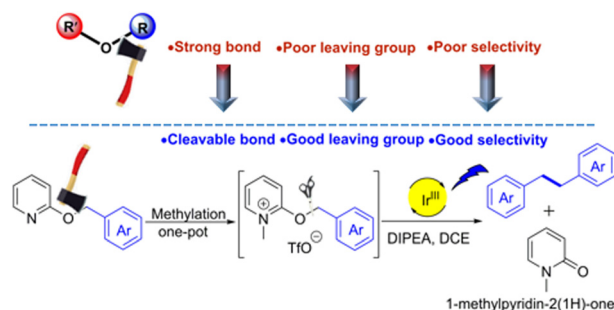 R' O R
•Strong bond •Poor leaving group •Poor selectivity
•Cleavable bond •Good leaving group •Good selectivity
N O Ar
Methylation
one-pot
N + O Ar
TfO ⊖
Ir III
DIPEA, DCE
Ar Ar
+
N O
1-methylpyridin-2(1H)-one